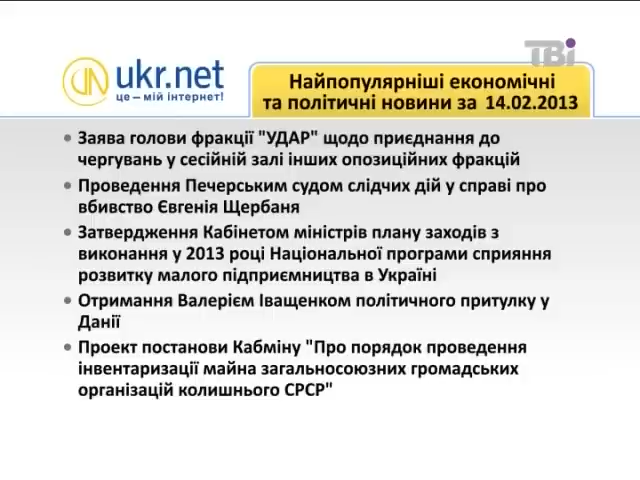 ТВі
ukr.net
це – мій інтернет!
Найпопулярніші економічні
та політичні новини за 14.02.2013
• Заява голови фракції "УДАР" щодо приєднання до
чергувань у сесійній залі інших опозиційних фракцій
• Проведення Печерським судом слідчих дій у справі про
вбивство Євгенія Щербаня
• Затвердження Кабінетом міністрів плану заходів з
виконання у 2013 році Національної програми сприяння
розвитку малого підприємництва в Україні
• Отримання Валерієм Іващенком політичного притулку у
Данії
• Проект постанови Кабміну "Про порядок проведення
інвентаризації майна загальносоюзних громадських
організацій колишнього СРСР"